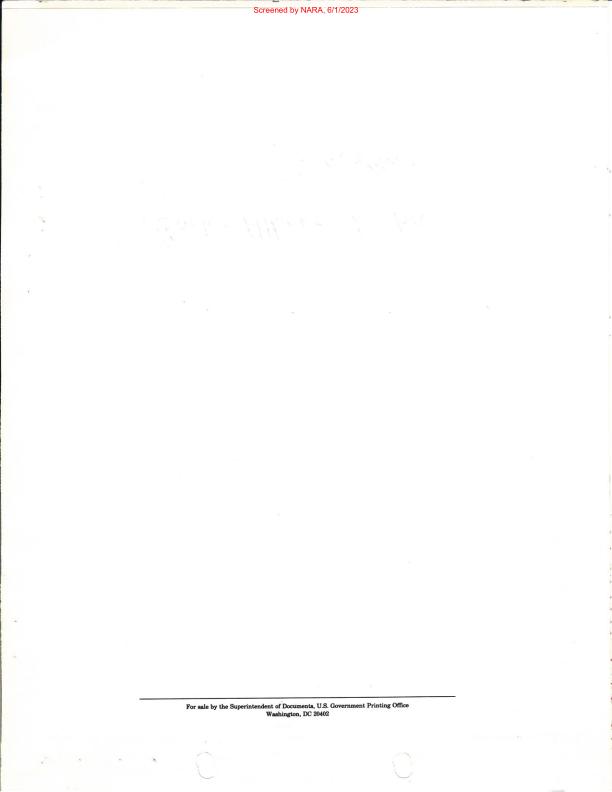 Screened by NARA, 6/1/2023
For sale by the Superintendent of Documents, U.S. Government Printing Office
Washington, DC 20402